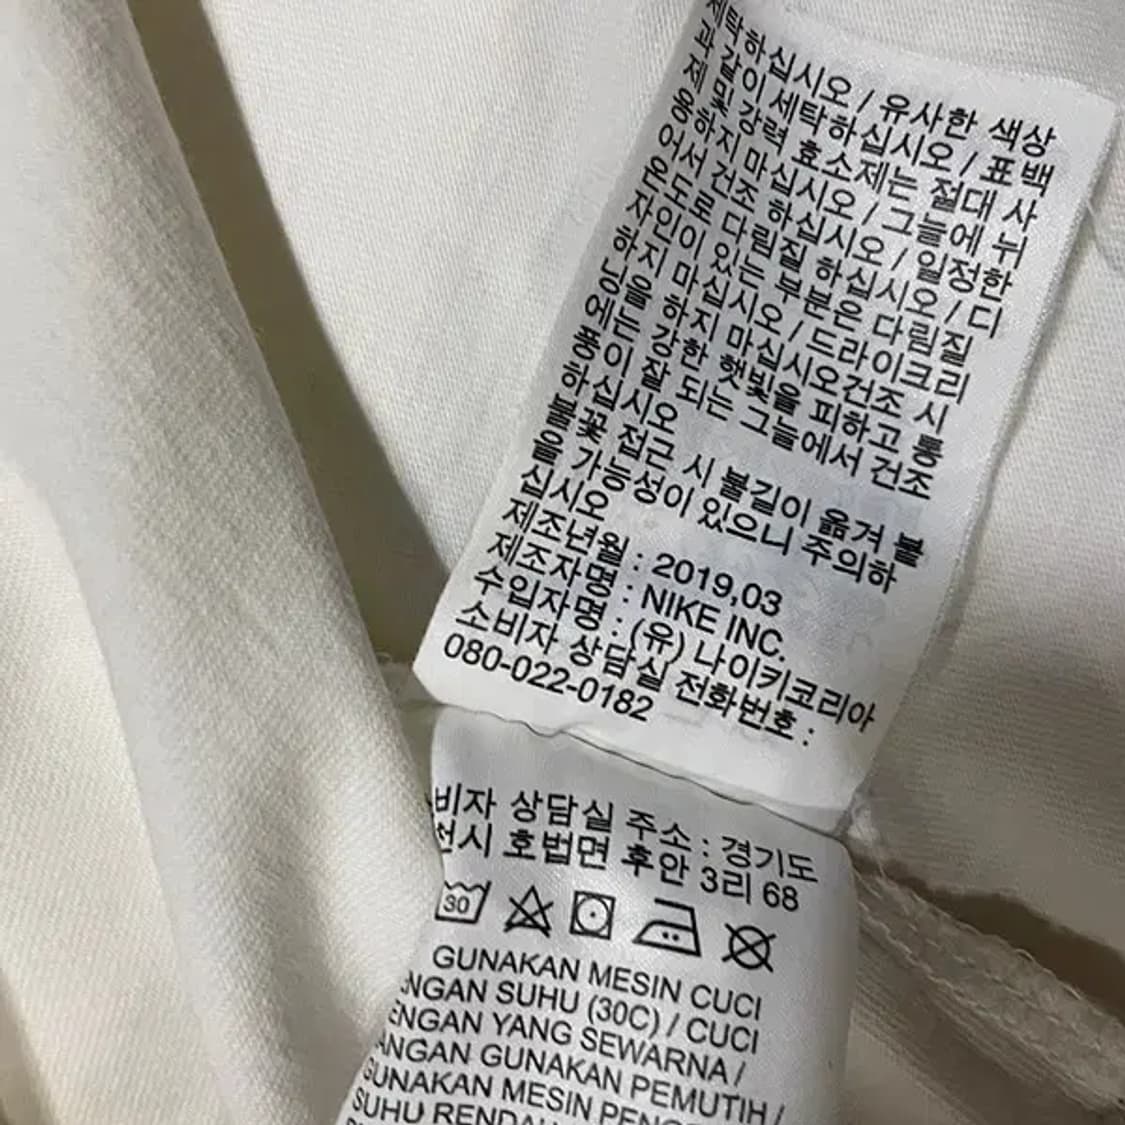 세탁하십시오 / 유사한 색상
과 같이 세탁하십시오 / 표백
제 및 강력 효소제는 절대 사
용하지 마십시오 / 그늘에 뉘
어서 건조 하십시오 / 일정한
온도로 다림질 하십시오 / 디
자인이 있는 부분은 다림질
하지 마십시오 / 드라이크리
닝을 하지 마십시오건조 시
에는 강한 햇빛을 피하고 통
풍이 잘 되는 그늘에서 건조
하십시오
불꽃 접근 시 불길이 옮겨 붙
을 가능성이 있으니 주의하
십시오
제조년월 : 2019,03
제조자명 : NIKE INC.
수입자명 : (유) 나이키코리아
소비자 상담실 전화번호 :
080-022-0182
비자 상담실 주소 : 경기도
천시 호법면 후안 3리 68
30
GUNAKAN MESIN CUCI
ENGAN SUHU (30C) / CUCI
ENGAN YANG SEWARNA /
ANGAN GUNAKAN PEMUTIH /
GUNAKAN MESIN PENG
SUHU RENDAH